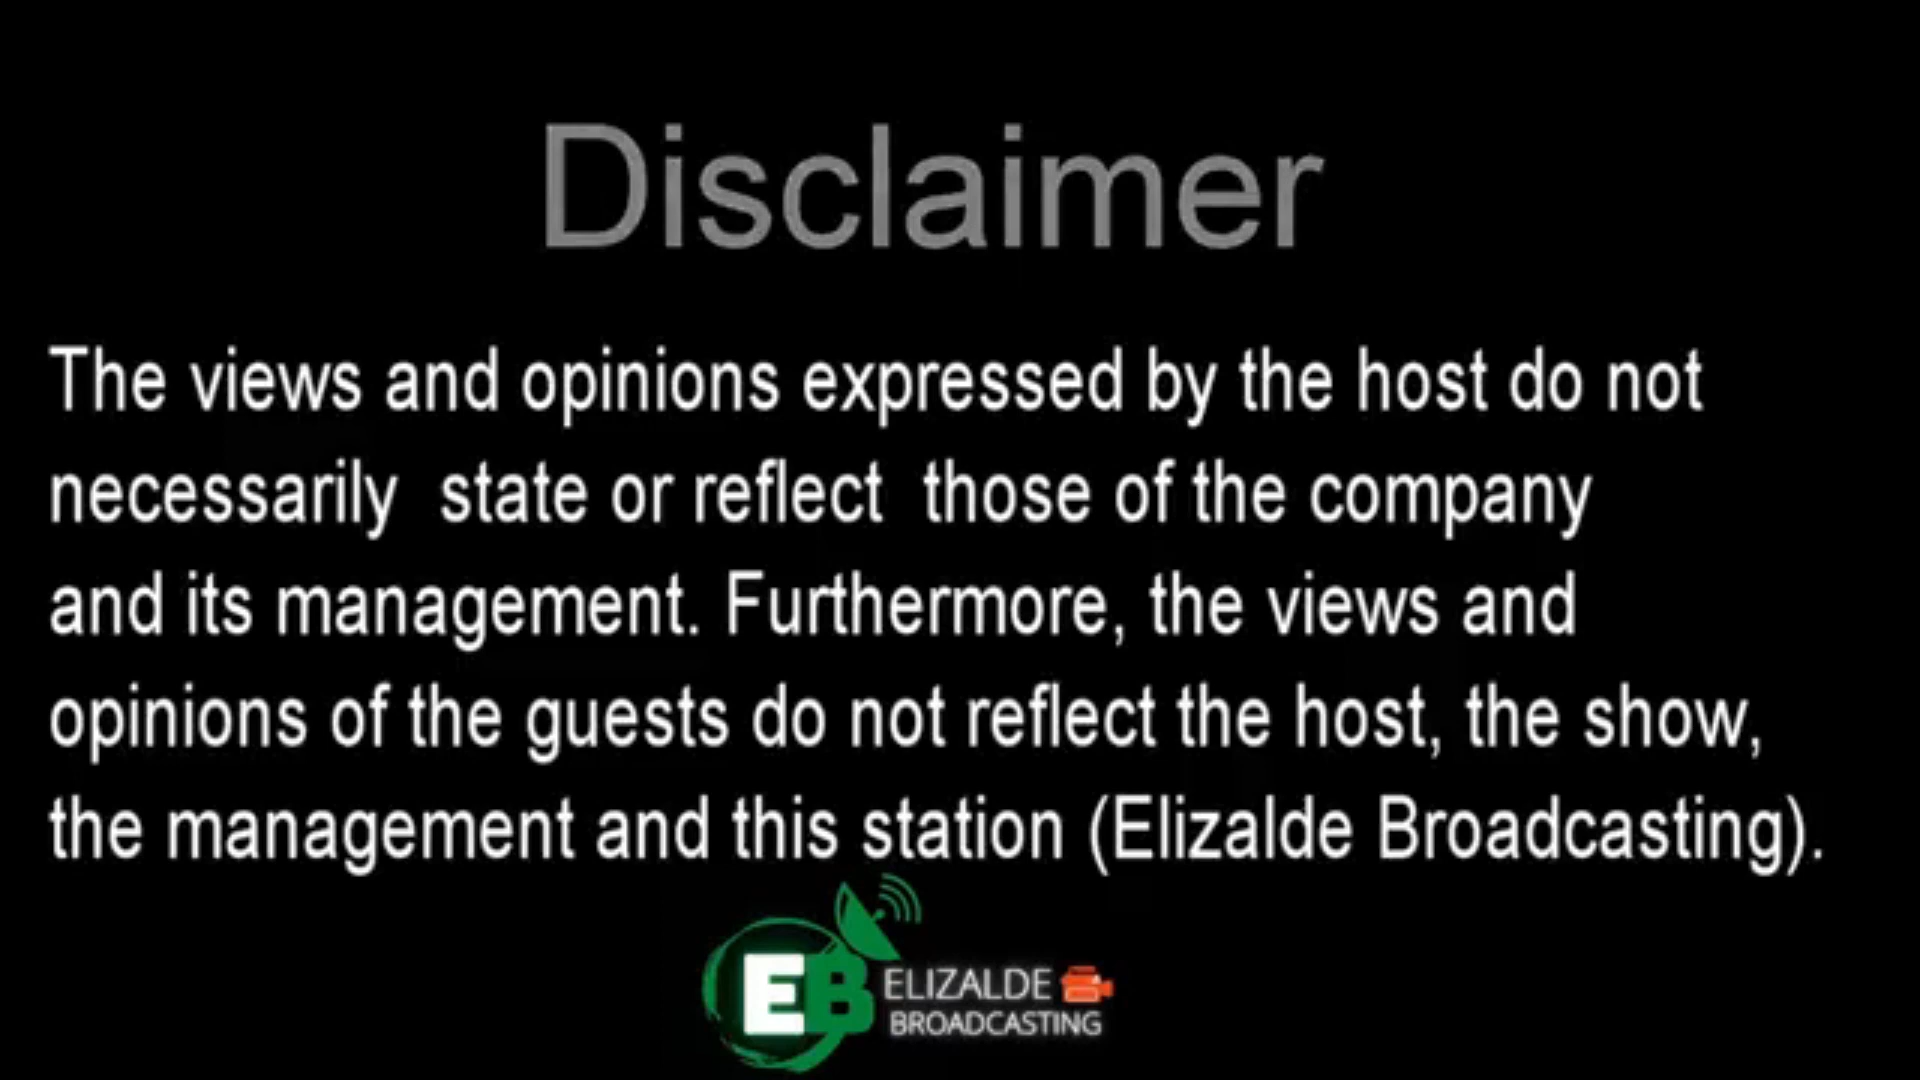 Disclaimer
The views and opinions expressed by the host do not
necessarily state or reflect those of the company
and its management. Furthermore, the views and
opinions of the guests do not reflect the host, the show,
the management and this station (Elizalde Broadcasting).
EB ELIZALDE
BROADCASTING